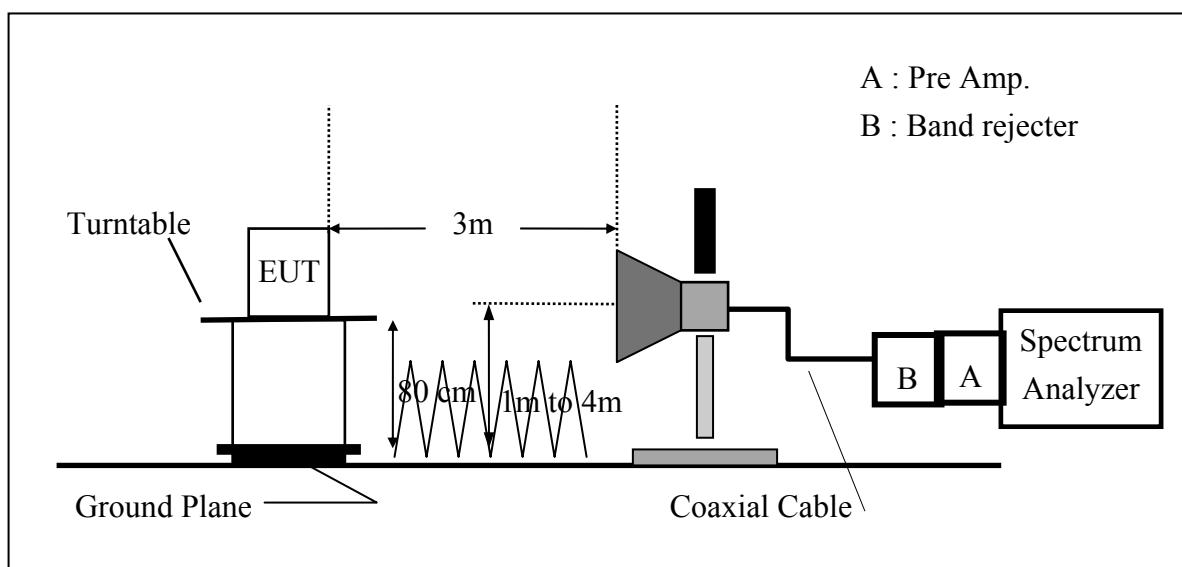 A : Pre Amp.
B : Band rejecter
Turntable
3m
EUT
80 cm
1m to 4m
B
A
Spectrum
Analyzer
Ground Plane
Coaxial Cable